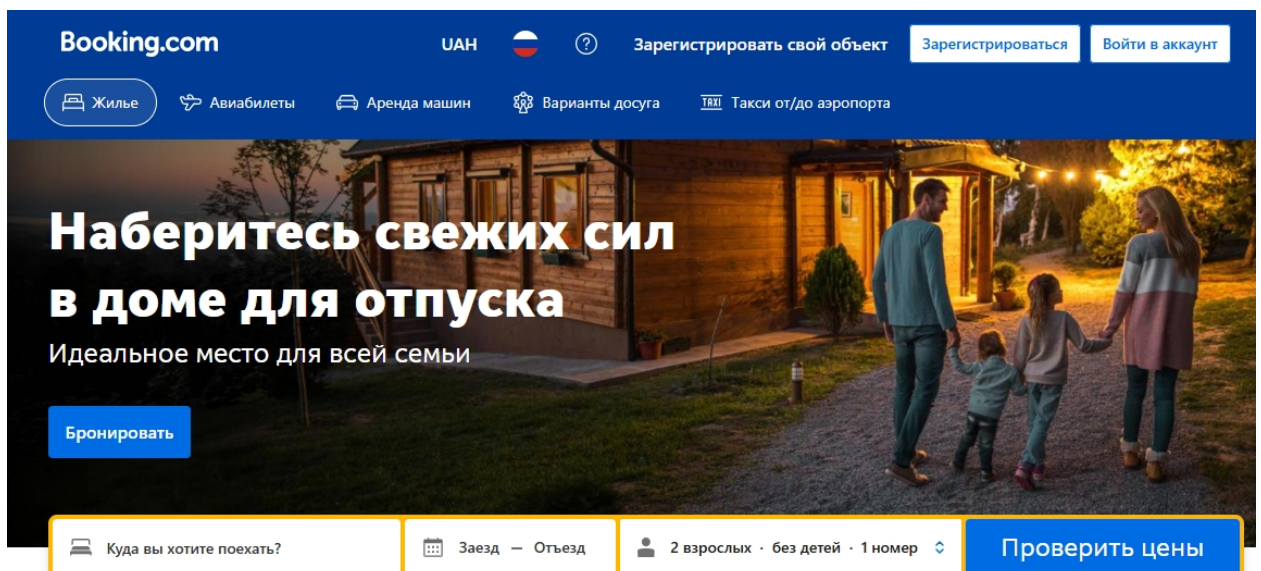 Booking.com UAH Зарегистрировать свой объект Зарегистрироваться Войти в аккаунт
Жилье Авиабилеты Аренда машин Варианты досуга TAXI Такси от/до аэропорта
Наберитесь свежих сил
в доме для отпуска
Идеальное место для всей семьи
Бронировать
Куда вы хотите поехать? Заезд — Отъезд 2 взрослых · без детей · 1 номер Проверить цены